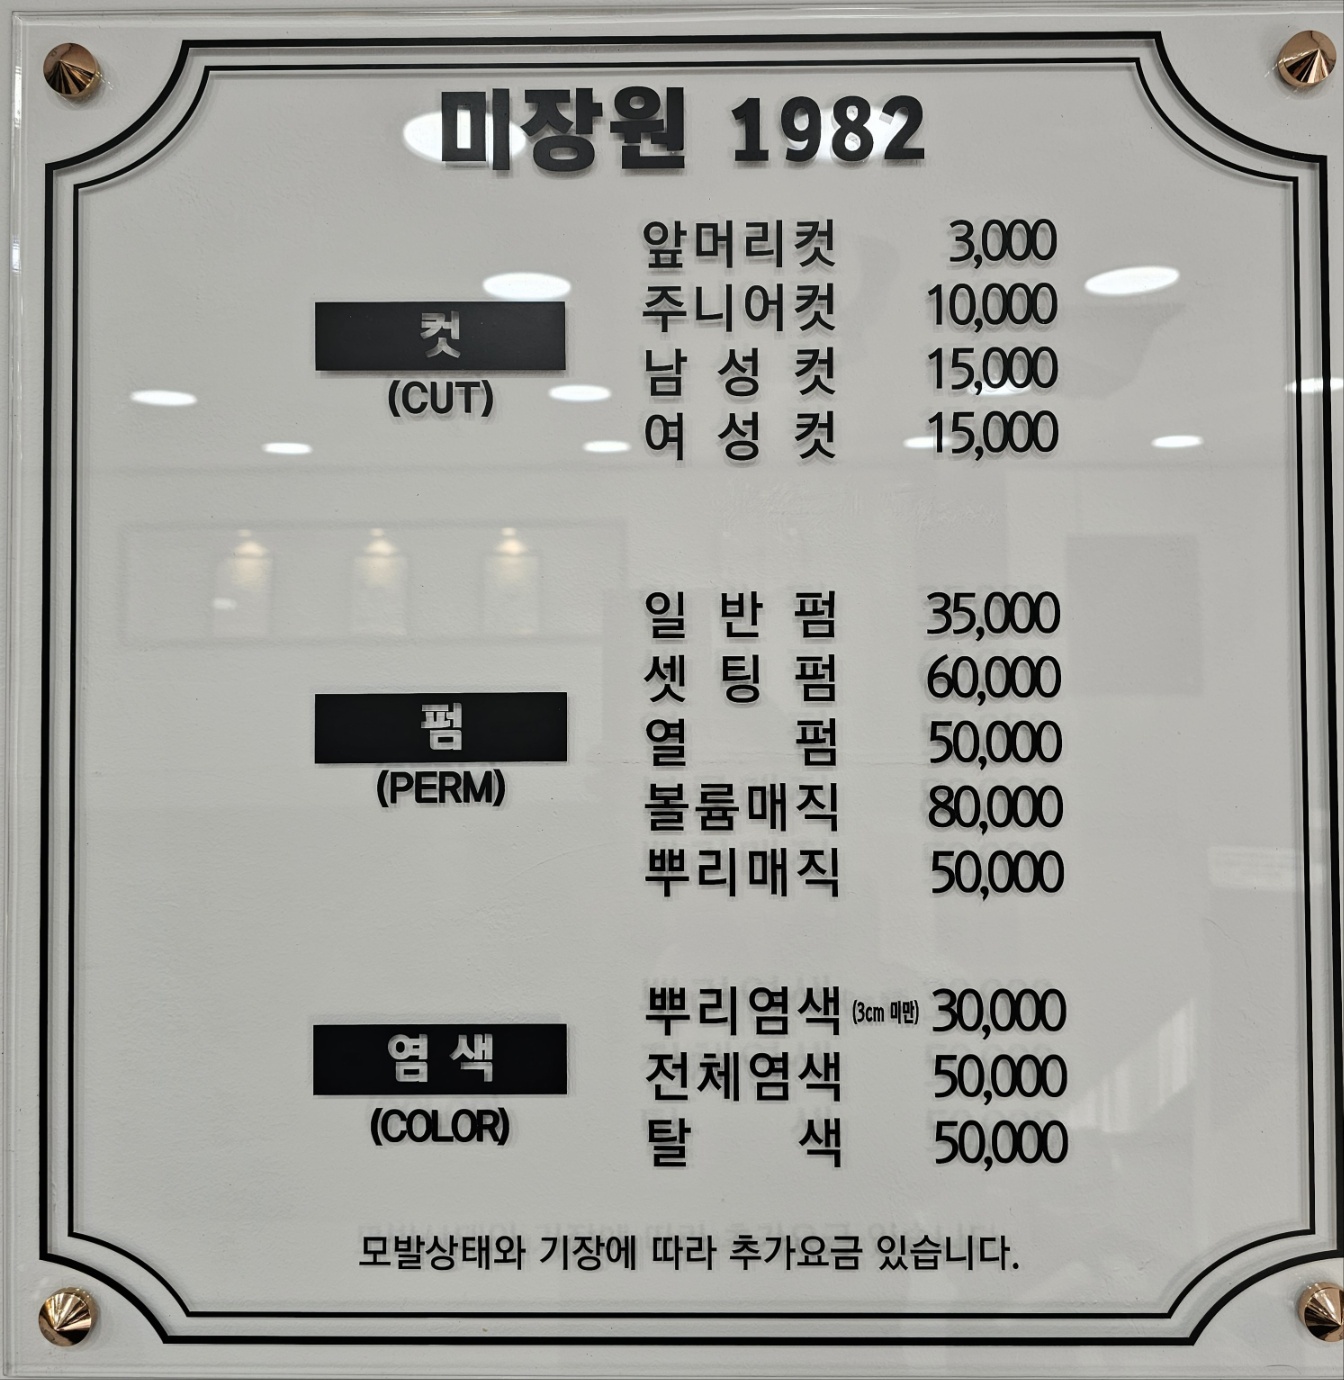 미장원 1982
컷
(CUT)
앞머리컷 3,000
주니어컷 10,000
남성컷 15,000
여성컷 15,000
펌
(PERM)
일반펌 35,000
셋팅펌 60,000
열펌 50,000
볼륨매직 80,000
뿌리매직 50,000
염색
(COLOR)
뿌리염색 (3cm 미만) 30,000
전체염색 50,000
탈색 50,000
모발상태와 기장에 따라 추가요금 있습니다.